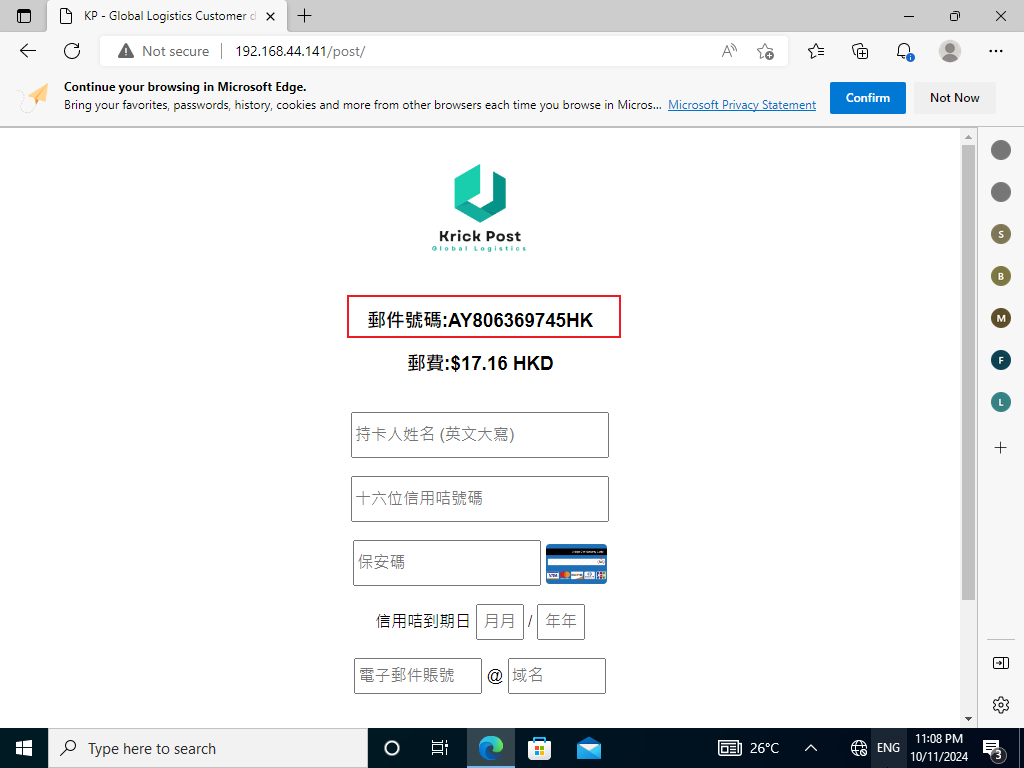 KP - Global Logistics Customer d
Not secure
192.168.44.141/post/
Continue your browsing in Microsoft Edge.
Bring your favorites, passwords, history, cookies and more from other browsers each time you browse in Micros... Microsoft Privacy Statement
Confirm
Not Now
Krick Post
Global Logistics
郵件號碼:AY806369745HK
郵費:$17.16 HKD
持卡人姓名 (英文大寫)
十六位信用咭號碼
保安碼
信用咭到期日 月月 / 年年
電子郵件賬號 @ 域名
S
B
M
F
L
Type here to search
26°C
ENG
11:08 PM
10/11/2024
3